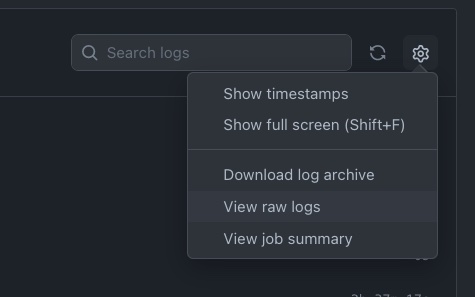 Search logs
Show timestamps
Show full screen (Shift+F)
Download log archive
View raw logs
View job summary